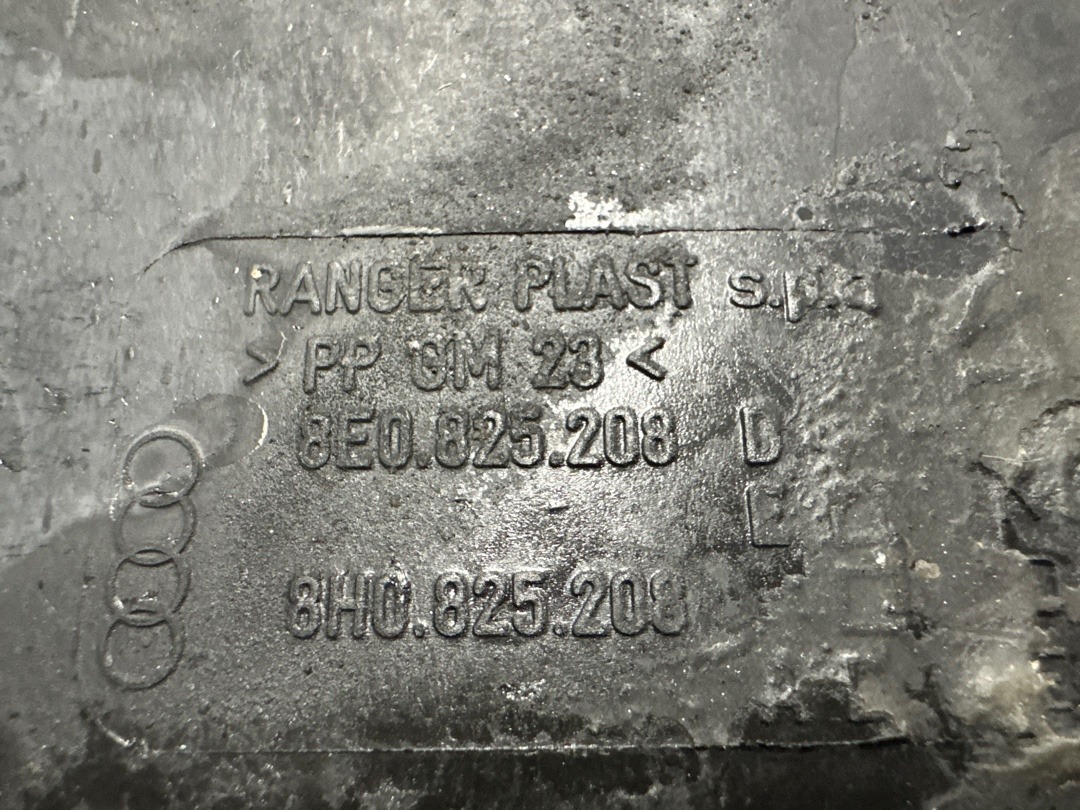 RANGER PLAST s.p.a
> PP GM 23 <
8E0.825.208 D
E
8H0.825.208